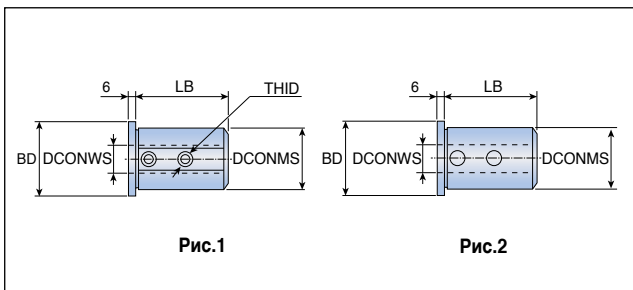 6 LB THID
BD DCONWS DCONMS
Рис.1
6 LB
BD DCONWS DCONMS
Рис.2